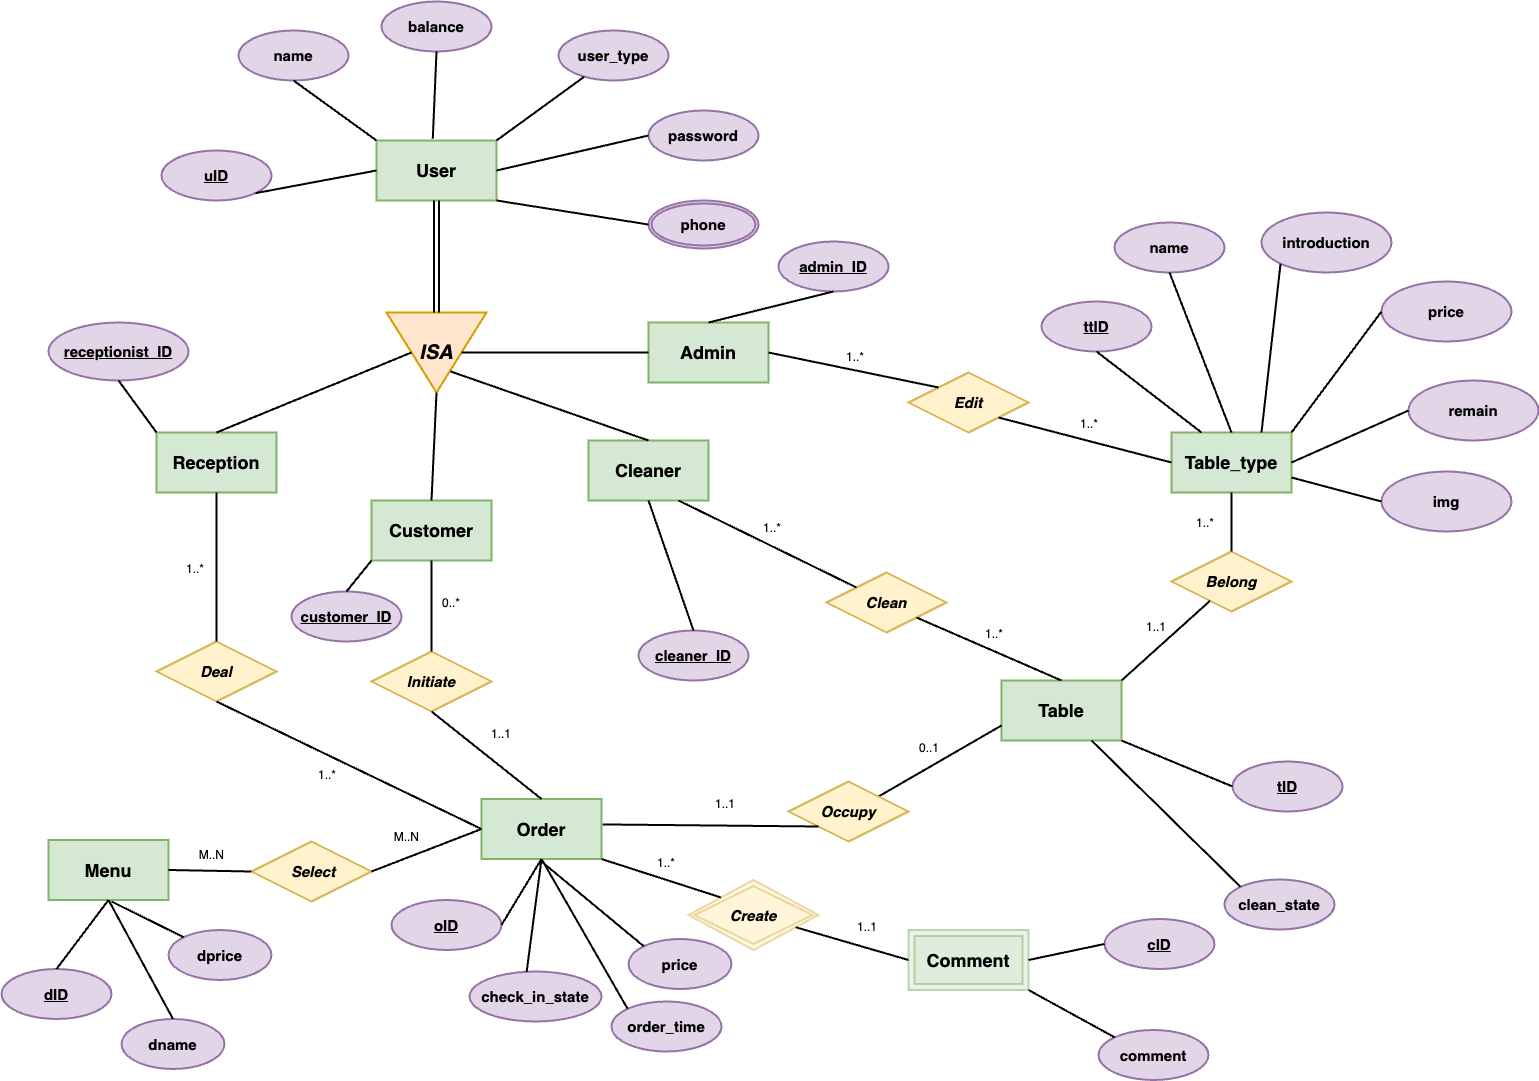 balance
name
user_type
password
User
uID
phone
admin_ID
name
introduction
ttID
price
receptionist_ID
ISA
Admin
1..*
Edit
remain
1..*
Reception
Cleaner
Table_type
img
Customer
1..*
1..*
1..*
Belong
0..*
Clean
customer_ID
1..*
1..1
cleaner_ID
Deal
Initiate
Table
1..1
0..1
1..*
tID
1..1
Occupy
Order
M..N
M..N
Menu
Select
1..*
clean_state
Create
oID
1..1
cID
dprice
price
Comment
dID
check_in_state
order_time
dname
comment